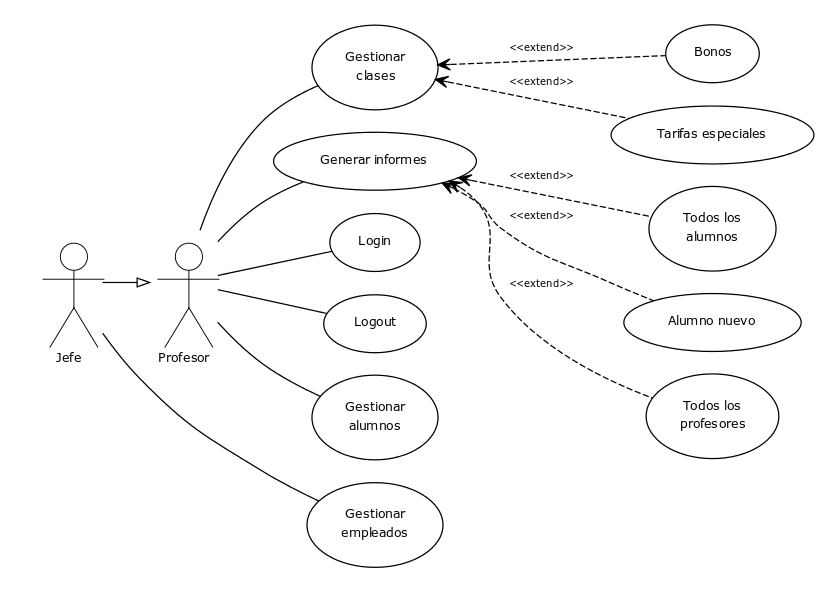 Gestionar
clases
<<extend>>
Bonos
<<extend>>
Tarifas especiales
Generar informes
<<extend>>
Todos los
alumnos
<<extend>>
Login
<<extend>>
Alumno nuevo
Logout
Jefe
Profesor
Gestionar
alumnos
Todos los
profesores
Gestionar
empleados